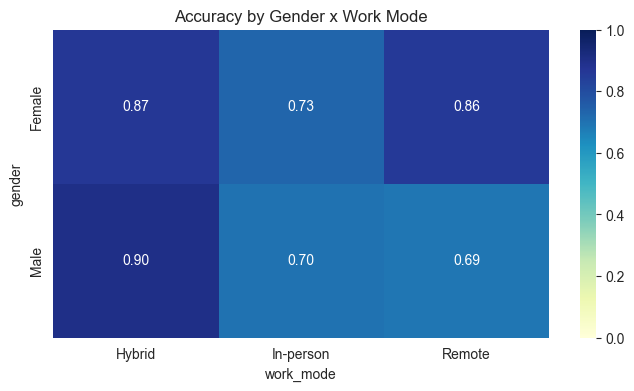 Accuracy by Gender x Work Mode
gender
Female
0.87 0.73 0.86
Male
0.90 0.70 0.69
Hybrid In-person Remote
work_mode
1.0
0.8
0.6
0.4
0.2
0.0